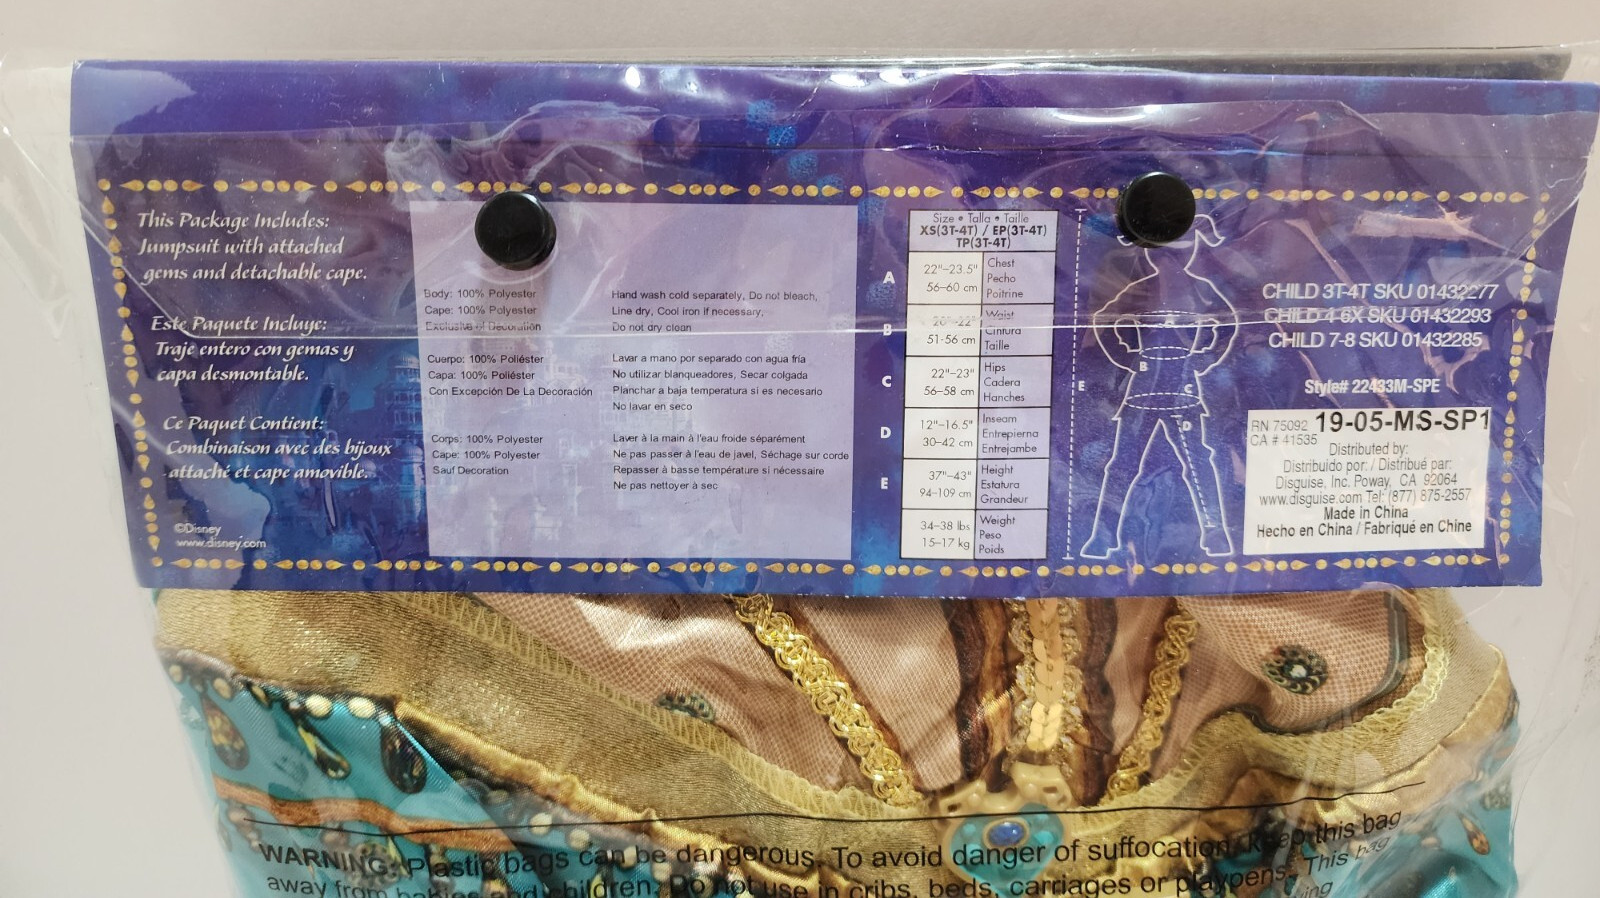 This Package Includes:
Jumpsuit with attached
gems and detachable cape.
Este Paquete Incluye:
Traje entero con gemas y
capa desmontable.
Ce Paquet Contient:
Combinaison avec des bijoux
attaché et cape amovible.
©Disney
www.disney.com
Body: 100% Polyester
Cape: 100% Polyester
Exclusive of Decoration
Hand wash cold separately, Do not bleach,
Line dry, Cool iron if necessary,
Do not dry clean
Cuerpo: 100% Poliéster
Capa: 100% Poliéster
Con Excepción De La Decoración
Lavar a mano por separado con agua fría
No utilizar blanqueadores, Secar colgada
Planchar a baja temperatura si es necesario
No lavar en seco
Corps: 100% Polyester
Cape: 100% Polyester
Sauf Decoration
Laver à la main à l'eau froide séparément
Ne pas passer à l'eau de javel, Séchage sur corde
Repasser à basse température si nécessaire
Ne pas nettoyer à sec
Size • Talla • Taille
XS(3T-4T) / EP(3T-4T)
TP(3T-4T)
A
22"-23.5"
56-60 cm
Chest
Pecho
Poitrine
B
20"-22"
51-56 cm
Waist
Cintura
Taille
C
22"-23"
56-58 cm
Hips
Cadera
Hanches
D
12"-16.5"
30-42 cm
Inseam
Entrepierna
Entrejambe
E
37"-43"
94-109 cm
Height
Estatura
Grandeur
34-38 lbs
15-17 kg
Weight
Peso
Poids
E
B
C
D
CHILD 3T-4T SKU 01432277
CHILD 4-6X SKU 01432293
CHILD 7-8 SKU 01432285
Style# 22433M-SPE
RN 75092 19-05-MS-SP1
CA # 41535
Distributed by:
Distribuido por: / Distribué par:
Disguise, Inc. Poway, CA 92064
www.disguise.com Tel: (877) 875-2557
Made in China
Hecho en China / Fabriqué en Chine
WARNING: Plastic bags can be dangerous. To avoid danger of suffocation, keep this bag
away from babies and children. Do not use in cribs, beds, carriages or playpens. This bag